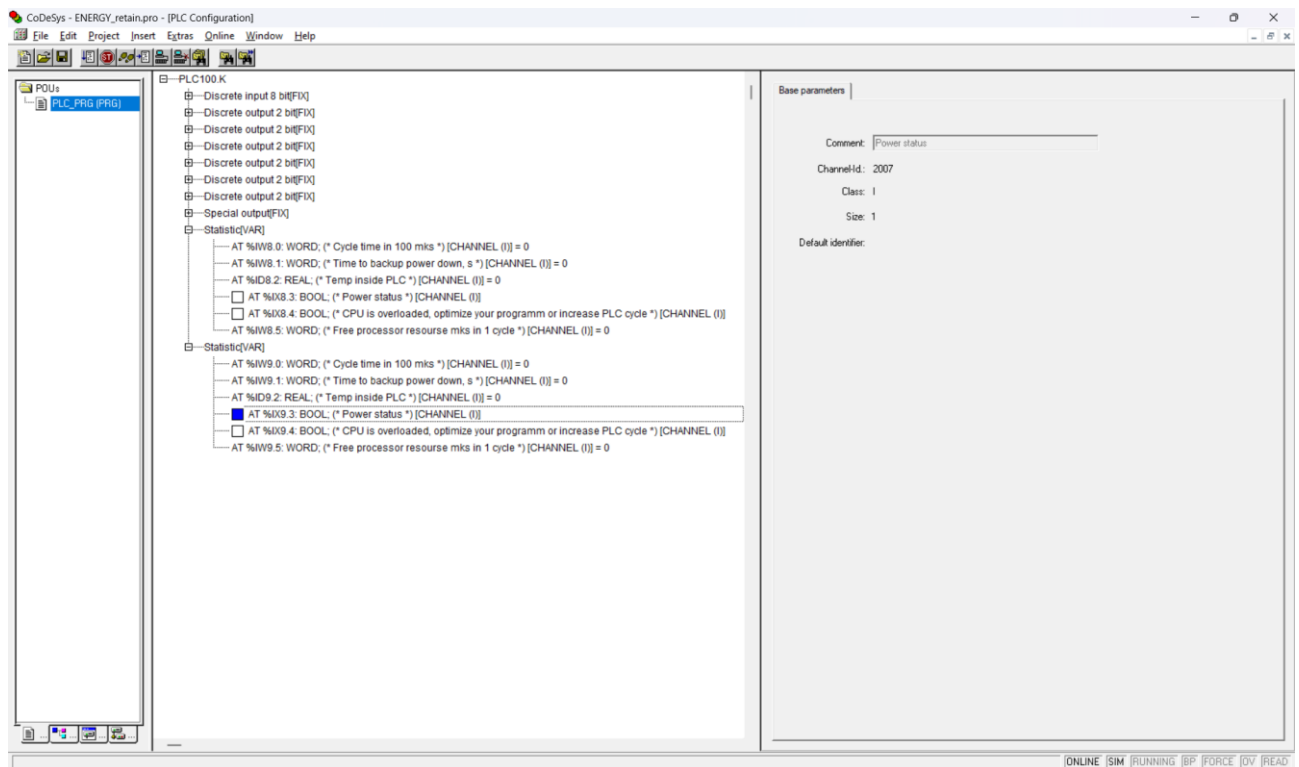 CoDeSys - ENERGY_retain.pro - [PLC Configuration]
File Edit Project Insert Extras Online Window Help
POUs
PLC_PRG (PRG)
PLC100.K
Discrete input 8 bit[FIX]
Discrete output 2 bit[FIX]
Discrete output 2 bit[FIX]
Discrete output 2 bit[FIX]
Discrete output 2 bit[FIX]
Discrete output 2 bit[FIX]
Discrete output 2 bit[FIX]
Special output[FIX]
Statistic[VAR]
AT %IW8.0: WORD; (* Cycle time in 100 mks *) [CHANNEL (I)] = 0
AT %IW8.1: WORD; (* Time to backup power down, s *) [CHANNEL (I)] = 0
AT %ID8.2: REAL; (* Temp inside PLC *) [CHANNEL (I)] = 0
AT %IX8.3: BOOL; (* Power status *) [CHANNEL (I)]
AT %IX8.4: BOOL; (* CPU is overloaded, optimize your programm or increase PLC cycle *) [CHANNEL (I)]
AT %IW8.5: WORD; (* Free processor resourse mks in 1 cycle *) [CHANNEL (I)] = 0
Statistic[VAR]
AT %IW9.0: WORD; (* Cycle time in 100 mks *) [CHANNEL (I)] = 0
AT %IW9.1: WORD; (* Time to backup power down, s *) [CHANNEL (I)] = 0
AT %ID9.2: REAL; (* Temp inside PLC *) [CHANNEL (I)] = 0
AT %IX9.3: BOOL; (* Power status *) [CHANNEL (I)]
AT %IX9.4: BOOL; (* CPU is overloaded, optimize your programm or increase PLC cycle *) [CHANNEL (I)]
AT %IW9.5: WORD; (* Free processor resourse mks in 1 cycle *) [CHANNEL (I)] = 0
Base parameters
Comment: Power status
Channel-Id.: 2007
Class: I
Size: 1
Default identifier:
ONLINE SIM RUNNING BP FORCE OV READ